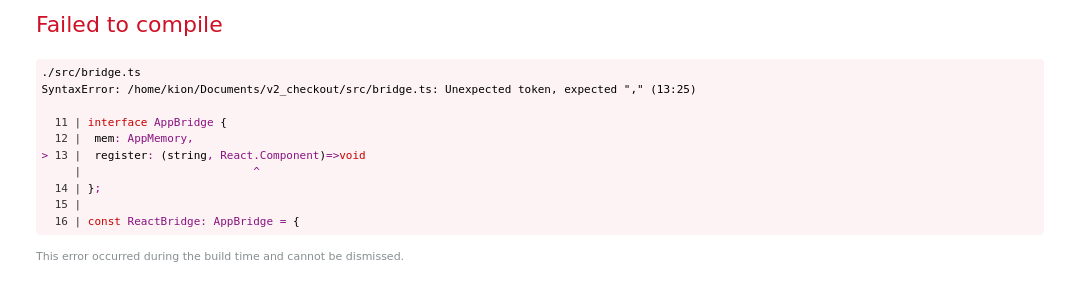 Failed to compile
./src/bridge.ts
SyntaxError: /home/kion/Documents/v2_checkout/src/bridge.ts: Unexpected token, expected "," (13:25)
  11 | interface AppBridge {
  12 |  mem: AppMemory,
> 13 |  register: (string, React.Component)=>void
     |                          ^
  14 | };
  15 |
  16 | const ReactBridge: AppBridge = {
This error occurred during the build time and cannot be dismissed.